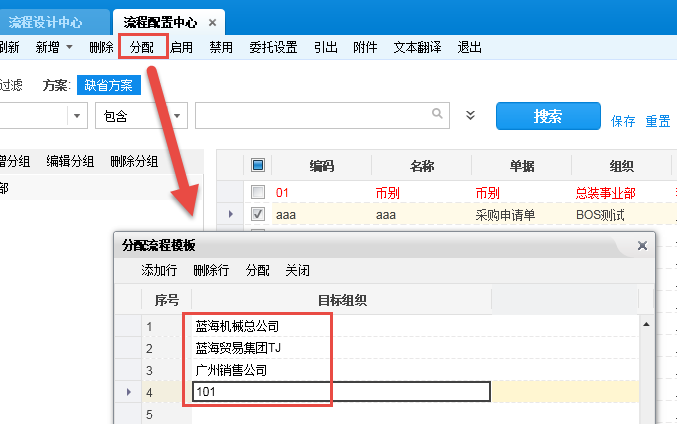 流程设计中心 流程配置中心 ×
刷新 新增 删除 分配 启用 禁用 委托设置 引出 附件 文本翻译 退出
过滤 方案: 缺省方案
包含 搜索 保存 重置
增分组 编辑分组 删除分组
编码 名称 单据 组织
部
01 币别 币别 总装事业部
aaa aaa 采购申请单 BOS测试
分配流程模板 ×
添加行 删除行 分配 关闭
序号 目标组织
1 蓝海机械总公司
2 蓝海贸易集团TJ
3 广州销售公司
4 101
5